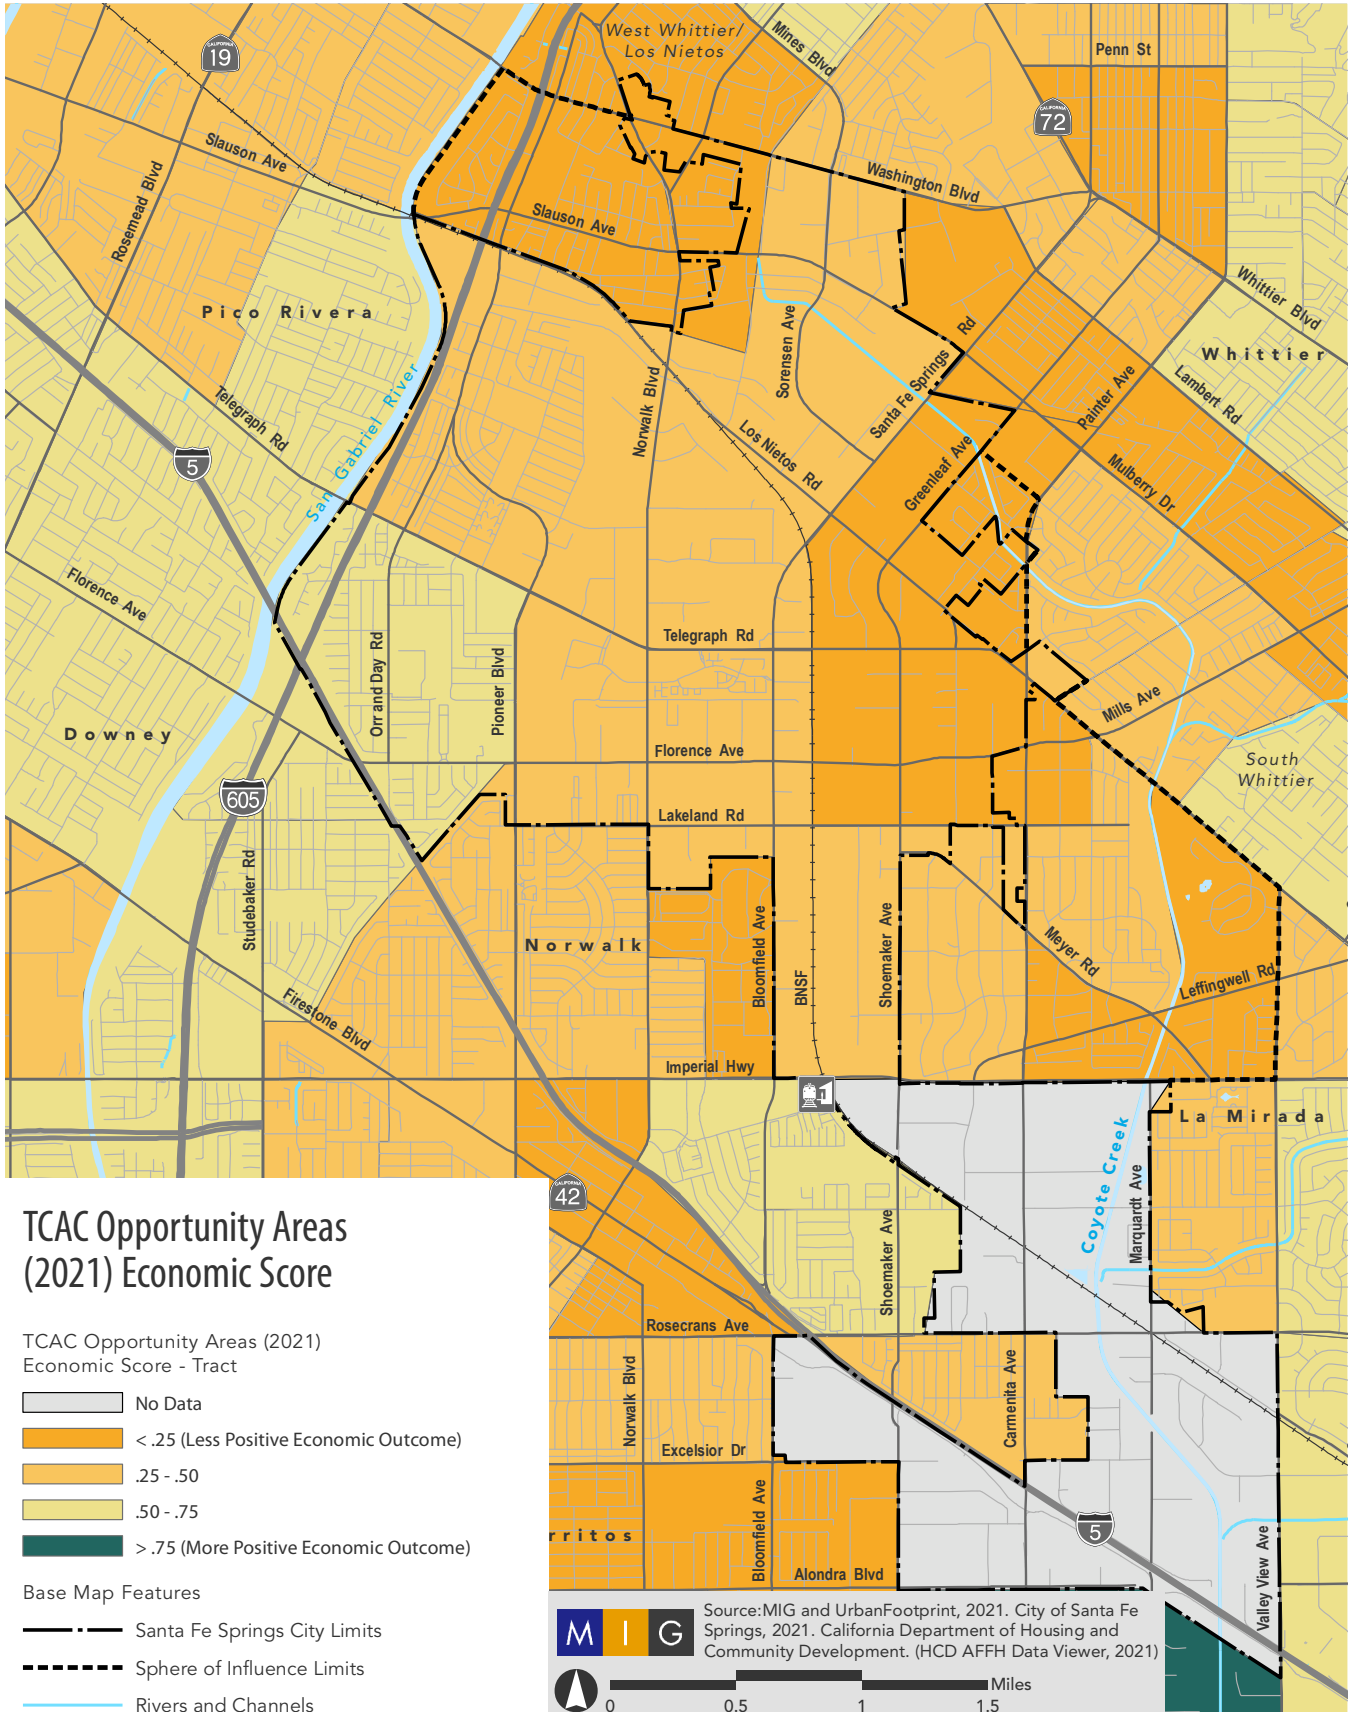 West Whittier/
Los Nietos
Mines Blvd
Penn St
CALIFORNIA
19
CALIFORNIA
72
Slauson Ave
Rosemead Blvd
Washington Blvd
Slauson Ave
Whittier Blvd
Pico Rivera
Whittier
Sorensen Ave
Santa Fe Springs Rd
Lambert Rd
Painter Ave
Norwalk Blvd
Telegraph Rd
San Gabriel River
Los Nietos Rd
Greenleaf Ave
Mulberry Dr
5
Florence Ave
Telegraph Rd
Orr and Day Rd
Pioneer Blvd
Mills Ave
Downey
Florence Ave
South
Whittier
605
Lakeland Rd
Studebaker Rd
Norwalk
Bloomfield Ave
BNSF
Shoemaker Ave
Meyer Rd
Leffingwell Rd
Firestone Blvd
Imperial Hwy
La Mirada
Coyote Creek
Marquardt Ave
CALIFORNIA
42
Shoemaker Ave
Rosecrans Ave
Norwalk Blvd
Carmenita Ave
Excelsior Dr
Bloomfield Ave
rritos
5
Alondra Blvd
Valley View Ave
TCAC Opportunity Areas
(2021) Economic Score
TCAC Opportunity Areas (2021)
Economic Score - Tract
No Data
< .25 (Less Positive Economic Outcome)
.25 - .50
.50 - .75
> .75 (More Positive Economic Outcome)
Base Map Features
Santa Fe Springs City Limits
Sphere of Influence Limits
Rivers and Channels
M I G
Source:MIG and UrbanFootprint, 2021. City of Santa Fe
Springs, 2021. California Department of Housing and
Community Development. (HCD AFFH Data Viewer, 2021)
Miles
0 0.5 1 1.5